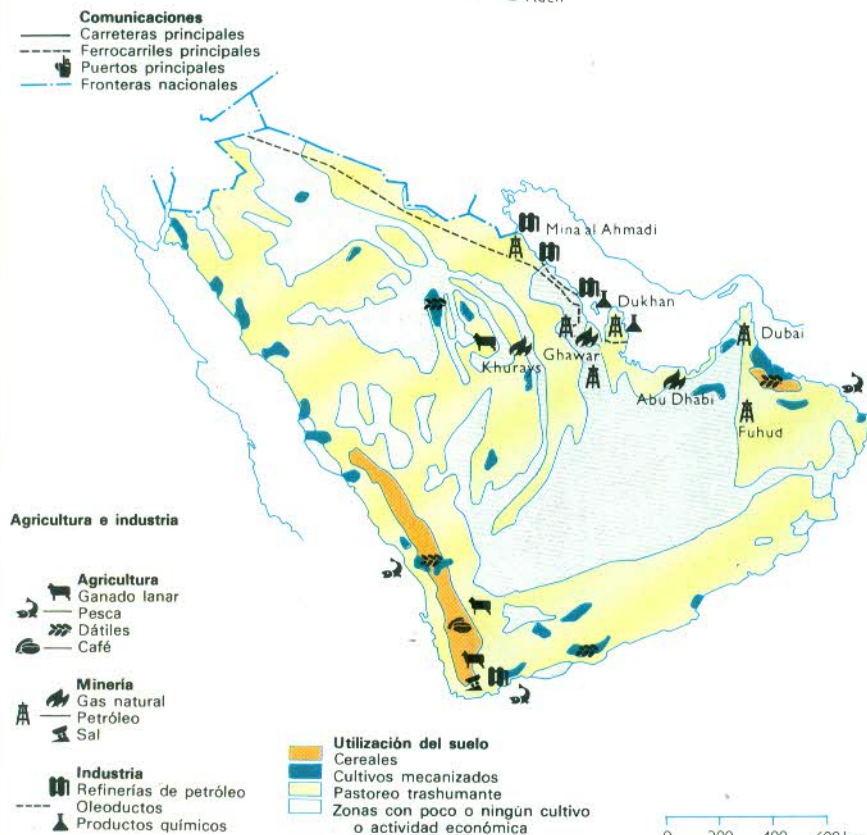 Comunicaciones
Carreteras principales
Ferrocarriles principales
Puertos principales
Fronteras nacionales
Mina al Ahmadi
Dukhan
Dubai
Ghawar
Khurays
Abu Dhabi
Fuhud
Agricultura e industria
Agricultura
Ganado lanar
Pesca
Dátiles
Café
Minería
Gas natural
Petróleo
Sal
Industria
Refinerías de petróleo
Oleoductos
Productos químicos
Utilización del suelo
Cereales
Cultivos mecanizados
Pastoreo trashumante
Zonas con poco o ningún cultivo
o actividad económica